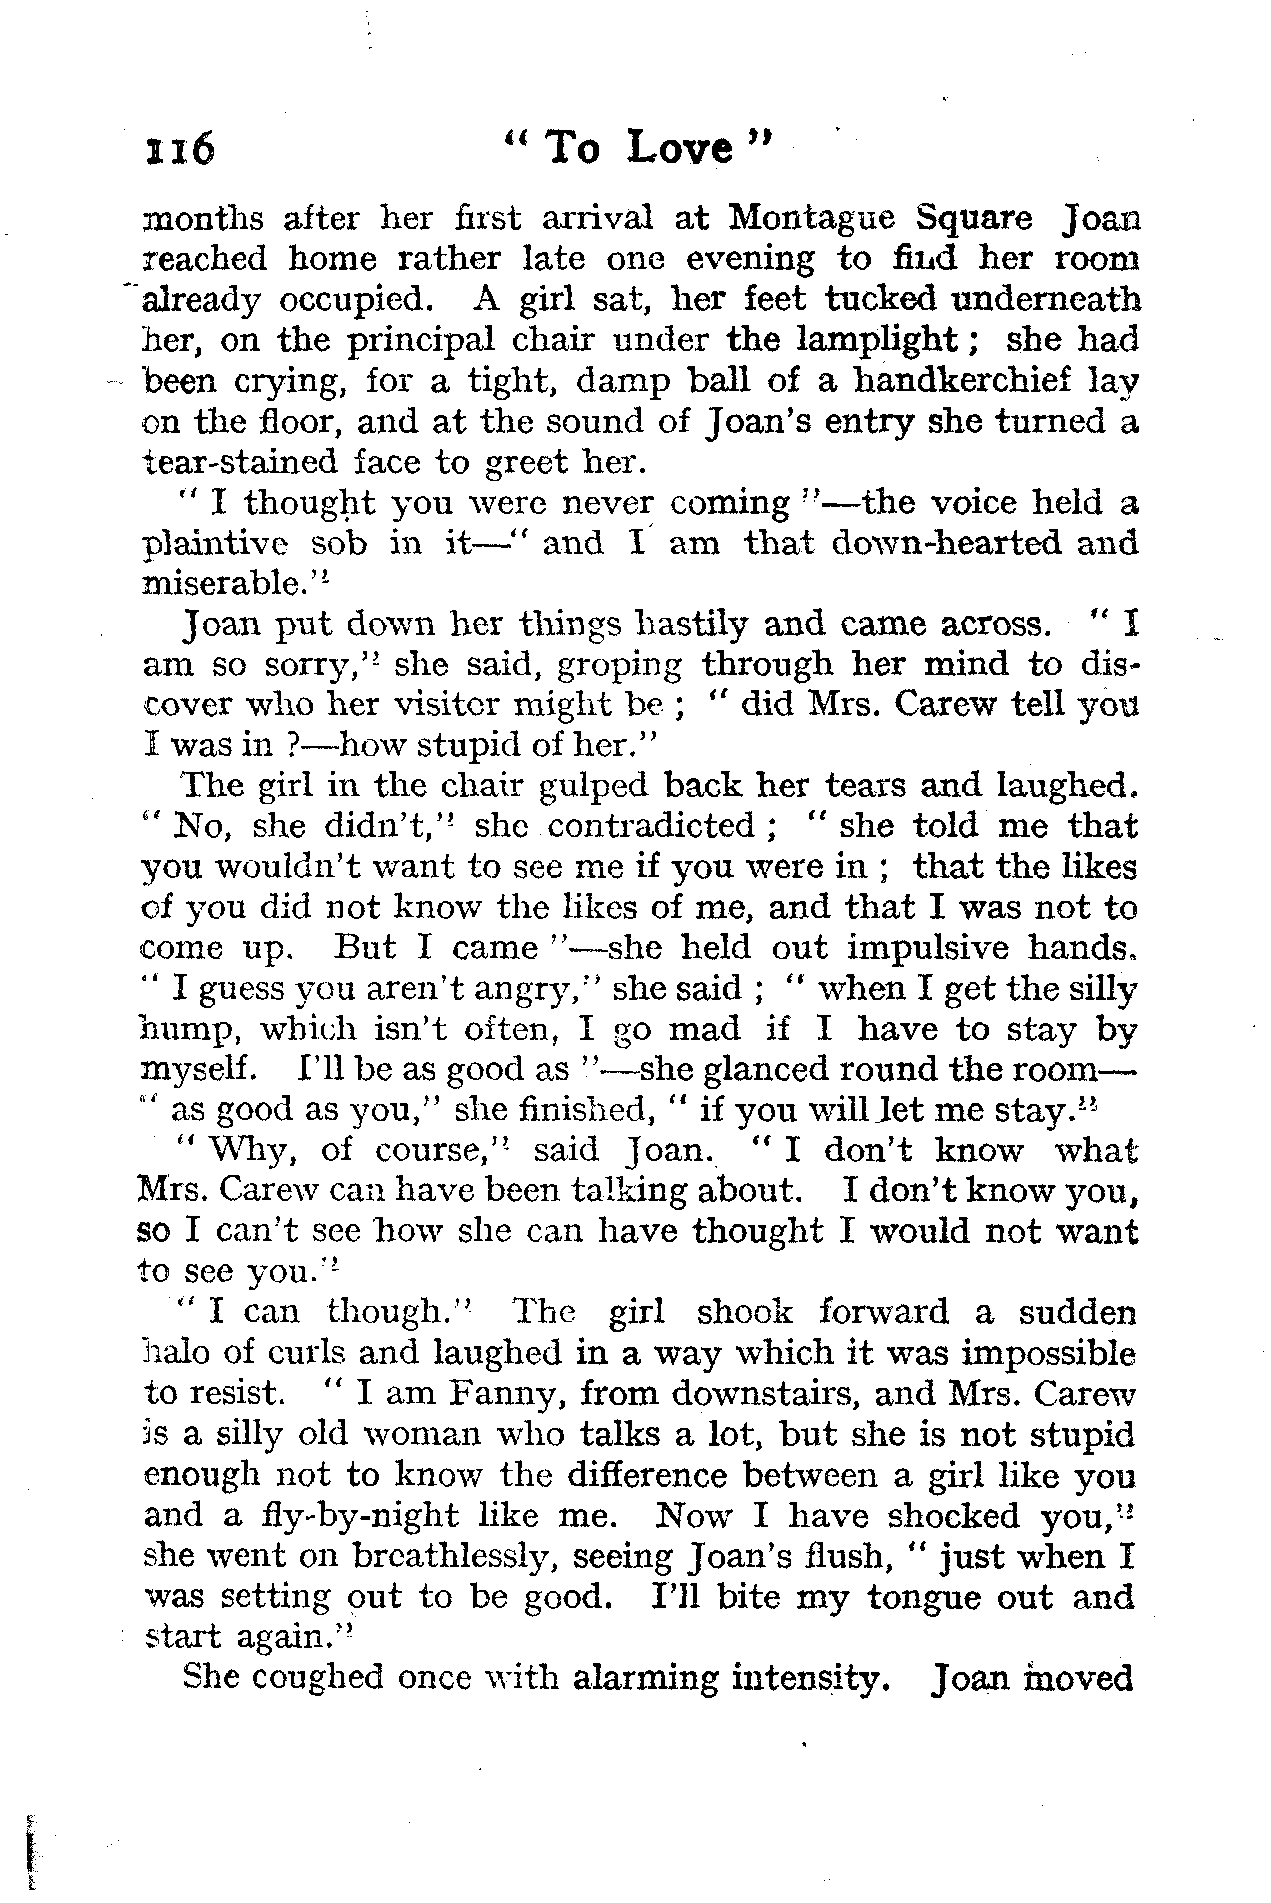 116 “ To Love ”
months after her first arrival at Montague Square Joan
reached home rather late one evening to find her room
already occupied. A girl sat, her feet tucked underneath
her, on the principal chair under the lamplight ; she had
been crying, for a tight, damp ball of a handkerchief lay
on the floor, and at the sound of Joan's entry she turned a
tear-stained face to greet her.
“ I thought you were never coming ”—the voice held a
plaintive sob in it—“ and I am that down-hearted and
miserable.”
Joan put down her things hastily and came across. “ I
am so sorry,” she said, groping through her mind to dis-
cover who her visitor might be ; “ did Mrs. Carew tell you
I was in ?—how stupid of her.”
The girl in the chair gulped back her tears and laughed.
“ No, she didn't,” she contradicted ; “ she told me that
you wouldn't want to see me if you were in ; that the likes
of you did not know the likes of me, and that I was not to
come up. But I came ”—she held out impulsive hands.
“ I guess you aren't angry,” she said ; “ when I get the silly
hump, which isn't often, I go mad if I have to stay by
myself. I'll be as good as ”—she glanced round the room—
“ as good as you,” she finished, “ if you will let me stay.”
“ Why, of course,” said Joan. “ I don't know what
Mrs. Carew can have been talking about. I don't know you,
so I can't see how she can have thought I would not want
to see you.”
“ I can though.” The girl shook forward a sudden
halo of curls and laughed in a way which it was impossible
to resist. “ I am Fanny, from downstairs, and Mrs. Carew
is a silly old woman who talks a lot, but she is not stupid
enough not to know the difference between a girl like you
and a fly-by-night like me. Now I have shocked you,”
she went on breathlessly, seeing Joan's flush, “ just when I
was setting out to be good. I'll bite my tongue out and
start again.”
She coughed once with alarming intensity. Joan moved